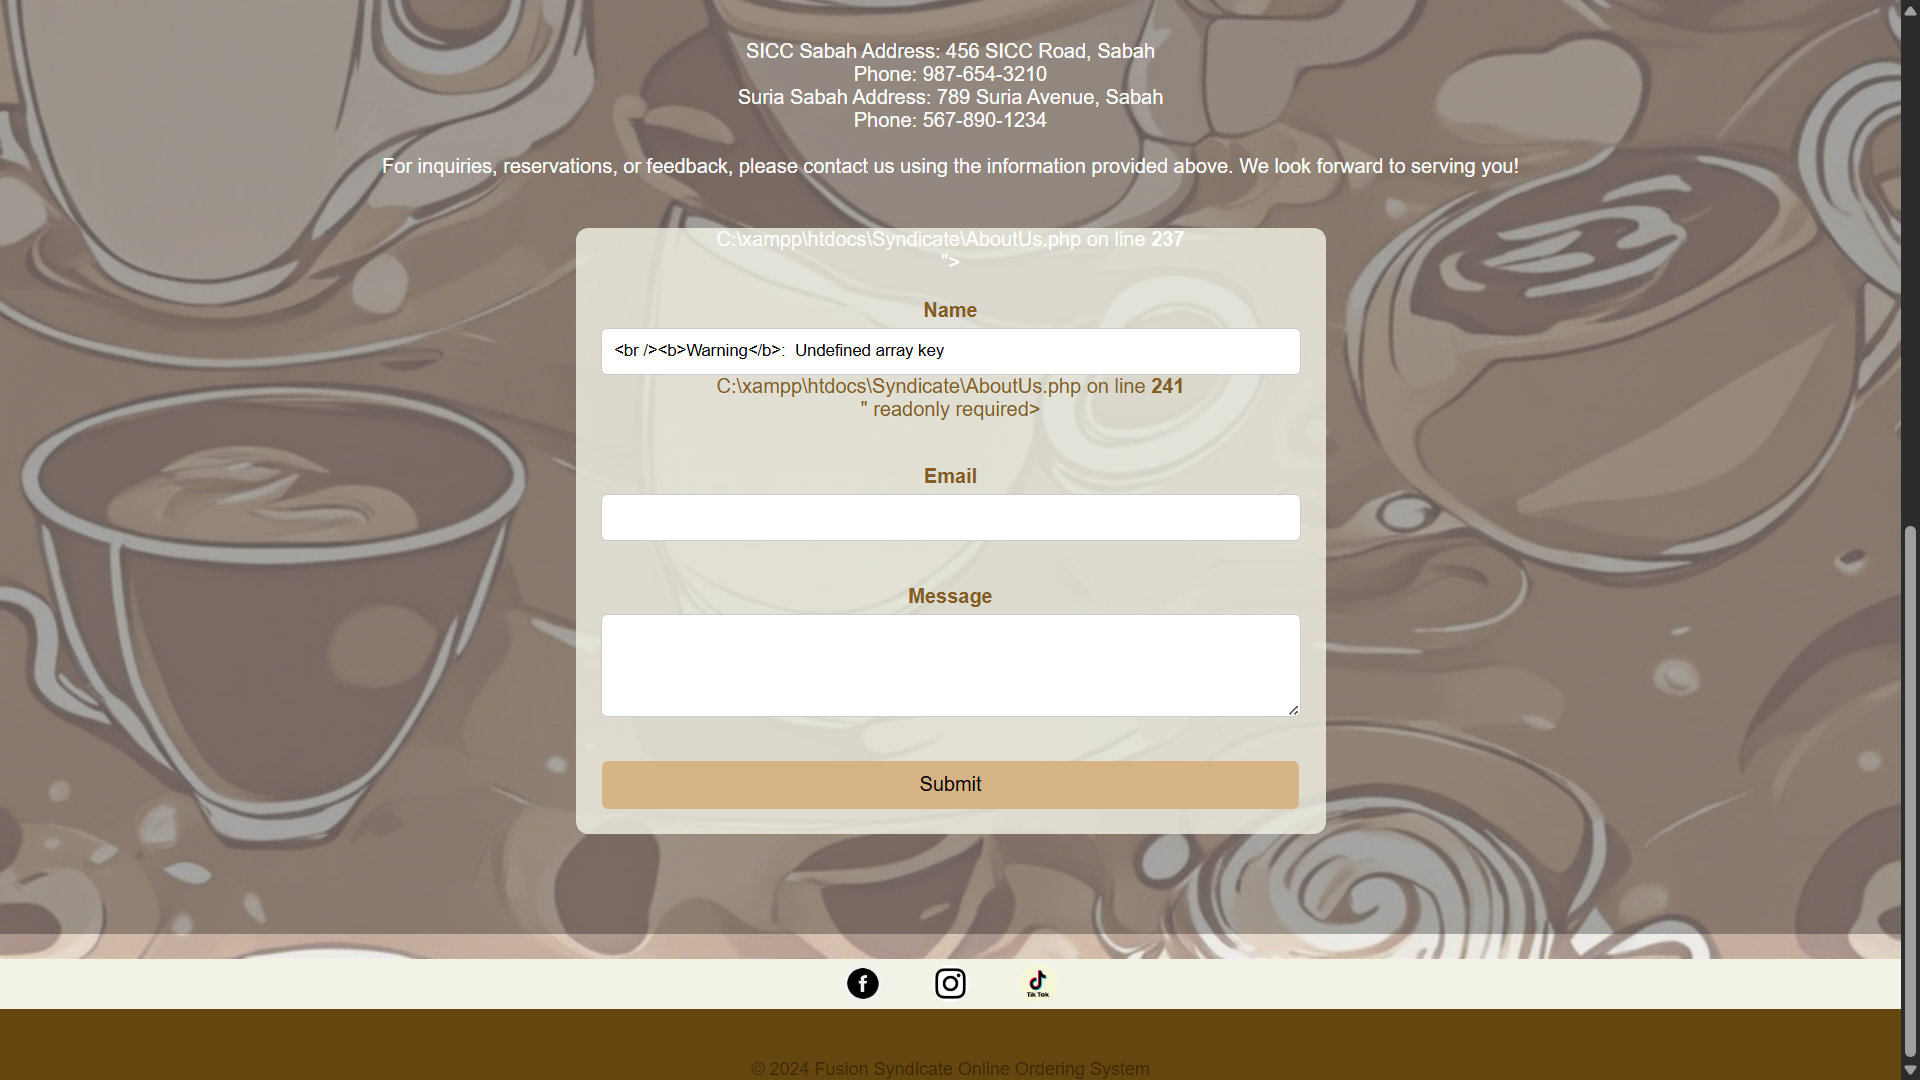 SICC Sabah Address: 456 SICC Road, Sabah
Phone: 987-654-3210
Suria Sabah Address: 789 Suria Avenue, Sabah
Phone: 567-890-1234
For inquiries, reservations, or feedback, please contact us using the information provided above. We look forward to serving you!
C:\xampp\htdocs\Syndicate\AboutUs.php on line 237
">
Name
<br /><b>Warning</b>:  Undefined array key
C:\xampp\htdocs\Syndicate\AboutUs.php on line 241
" readonly required>
Email
Message
Submit
Tik Tok
© 2024 Fusion Syndicate Online Ordering System